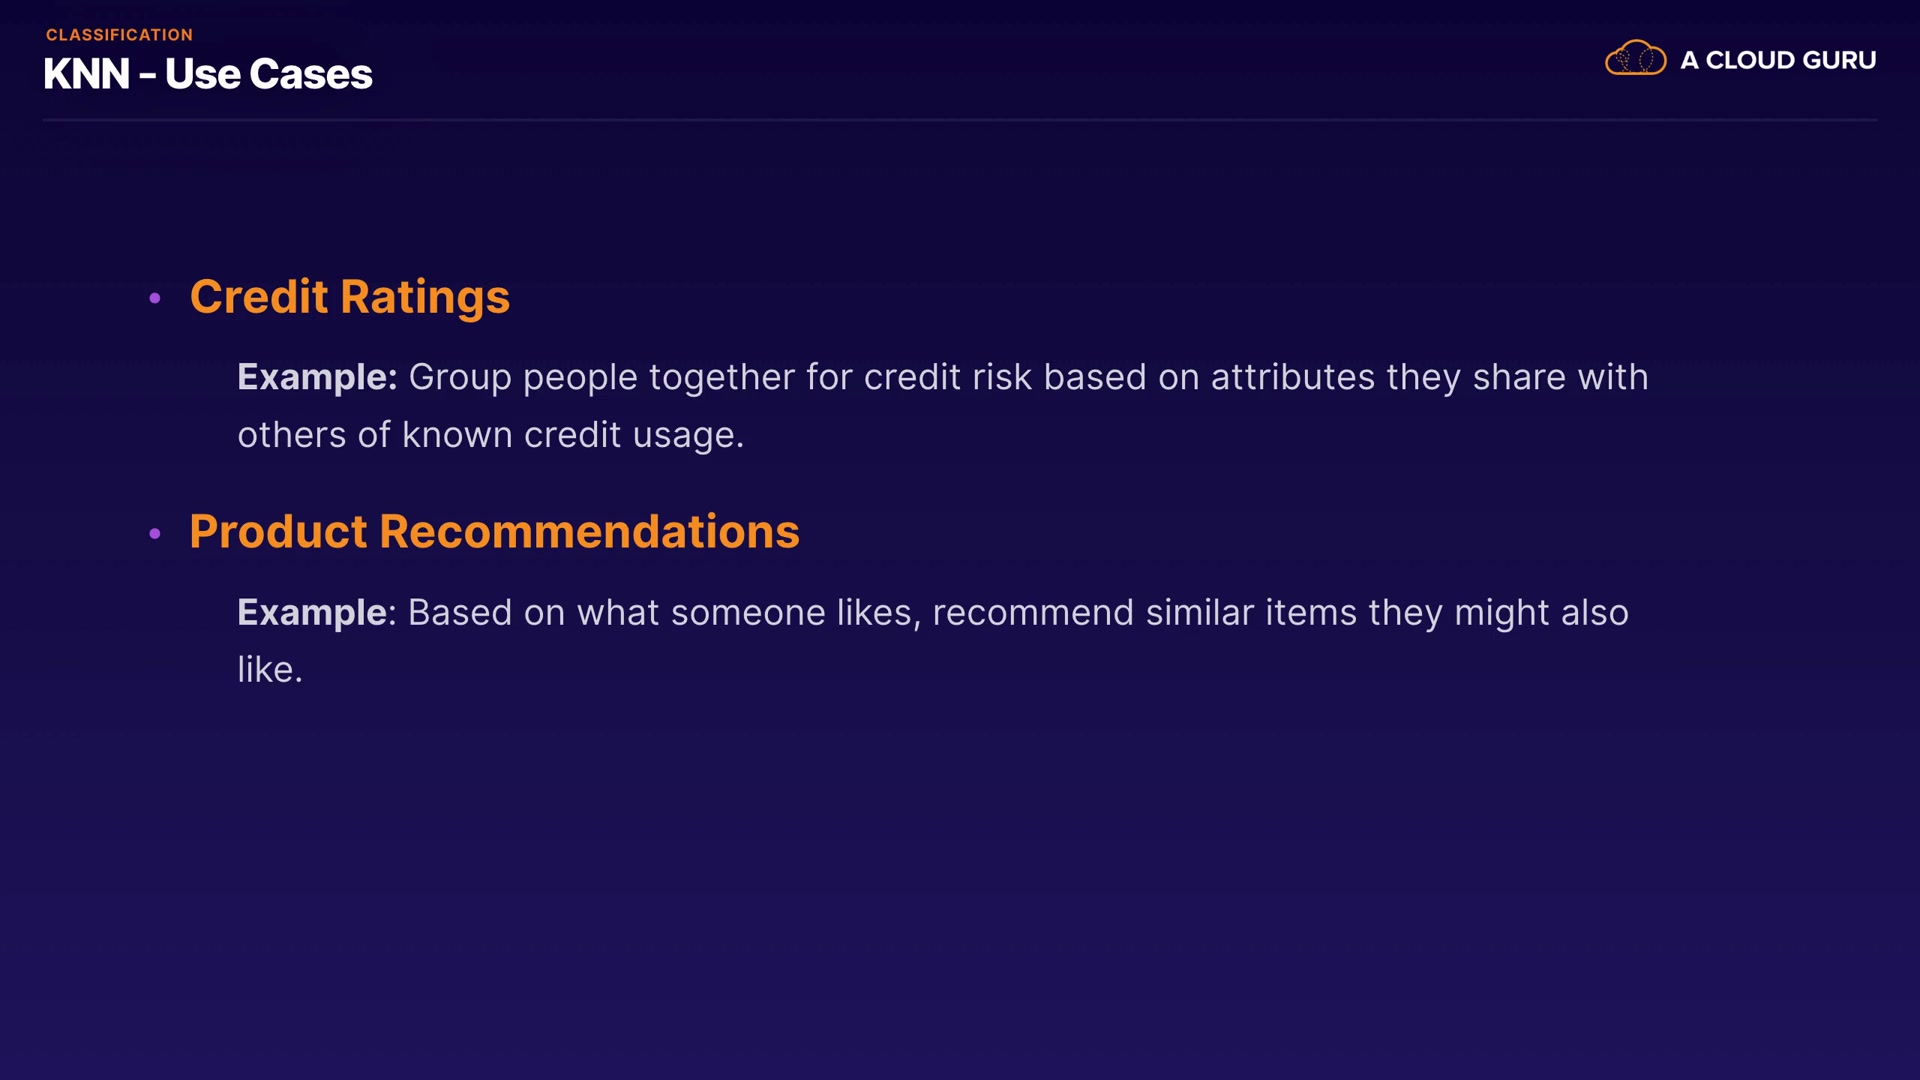 CLASSIFICATION
KNN – Use Cases
A CLOUD GURU
• Credit Ratings
Example: Group people together for credit risk based on attributes they share with
others of known credit usage.
• Product Recommendations
Example: Based on what someone likes, recommend similar items they might also
like.